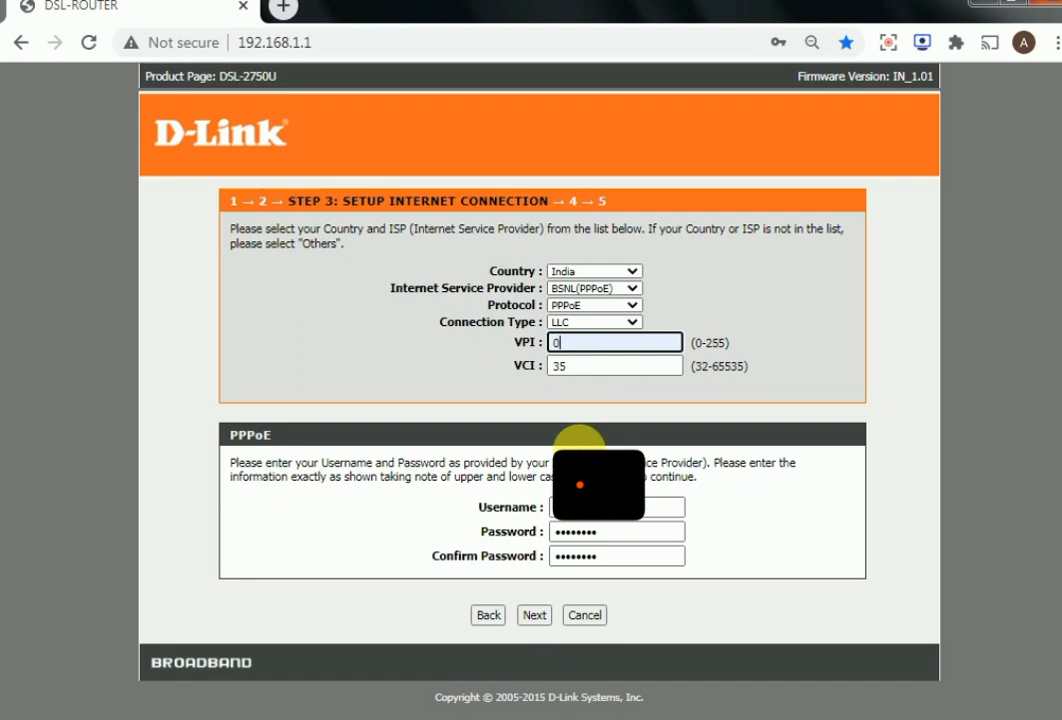 DSL-ROUTER
Not secure 192.168.1.1
A
Product Page: DSL-2750U Firmware Version: IN_1.01
D-Link
1 → 2 → STEP 3: SETUP INTERNET CONNECTION → 4 → 5
Please select your Country and ISP (Internet Service Provider) from the list below. If your Country or ISP is not in the list,
please select "Others".
Country : India
Internet Service Provider : BSNL(PPPoE)
Protocol : PPPoE
Connection Type : LLC
VPI : 0 (0-255)
VCI : 35 (32-65535)
PPPoE
Please enter your Username and Password as provided by your ce Provider). Please enter the
information exactly as shown taking note of upper and lower continue.
Username :
Password : ••••••••
Confirm Password : ••••••••
Back Next Cancel
BROADBAND
Copyright © 2005-2015 D-Link Systems, Inc.